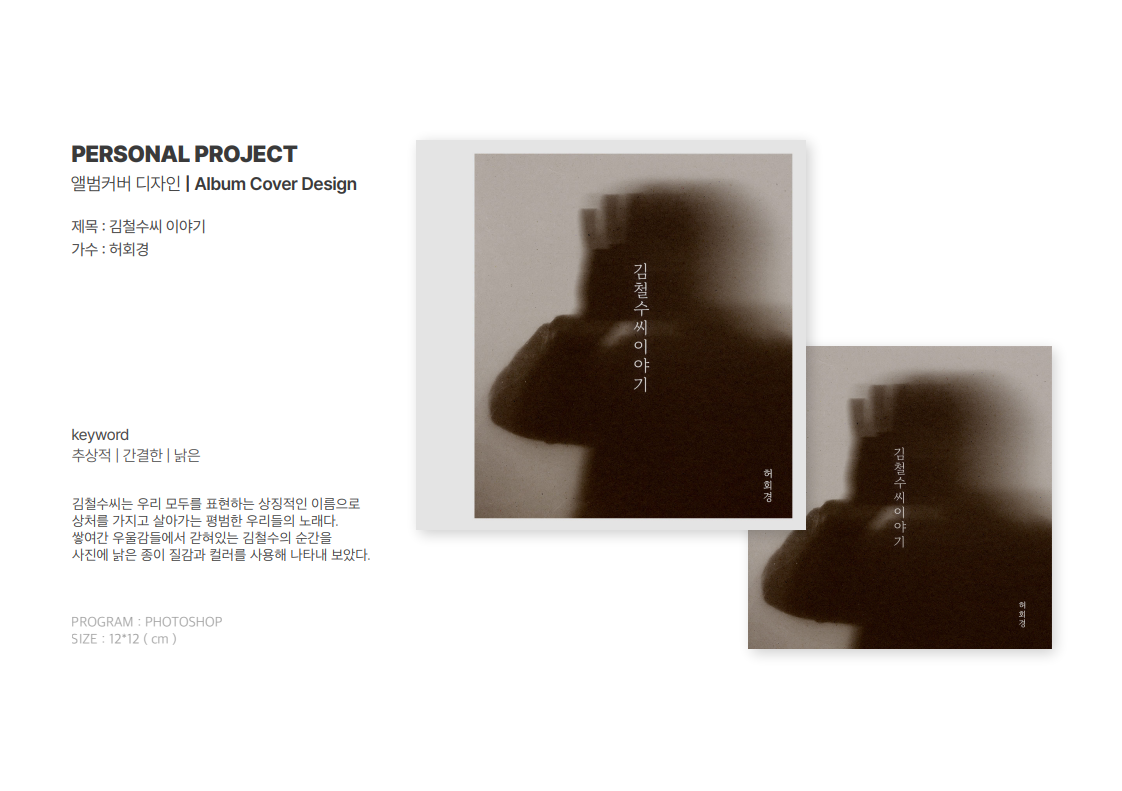 PERSONAL PROJECT
앨범커버 디자인 | Album Cover Design
제목 : 김철수씨 이야기
가수 : 허회경
keyword
추상적 | 간결한 | 낡은
김철수씨는 우리 모두를 표현하는 상징적인 이름으로
상처를 가지고 살아가는 평범한 우리들의 노래다.
쌓여간 우울감들에서 갇혀있는 김철수의 순간을
사진에 낡은 종이 질감과 컬러를 사용해 나타내 보았다.
PROGRAM : PHOTOSHOP
SIZE : 12*12 ( cm )
김철수씨이야기
허회경
김철수씨이야기
허회경